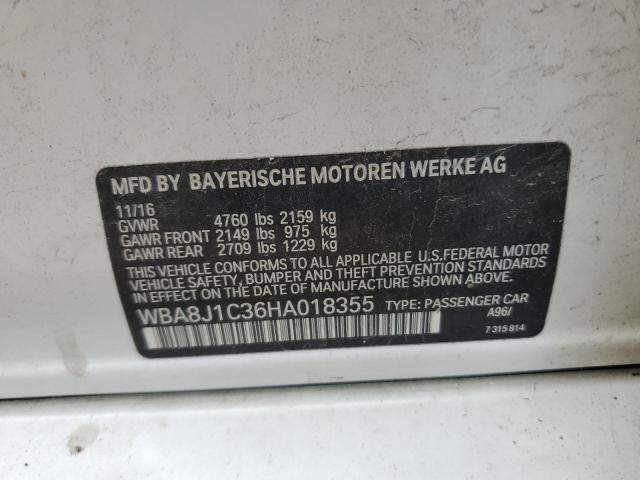 MFD BY BAYERISCHE MOTOREN WERKE AG
11/16
GVWR 4760 lbs 2159 kg
GAWR FRONT 2149 lbs 975 kg
GAWR REAR 2709 lbs 1229 kg
THIS VEHICLE CONFORMS TO ALL APPLICABLE U.S.FEDERAL MOTOR
VEHICLE SAFETY, BUMPER, AND THEFT PREVENTION STANDARDS
IN EFFECT ON THE DATE OF MANUFACTURE SHOWN ABOVE.
WBA8J1C36HA018355 TYPE: PASSENGER CAR
A96/
7 315 814